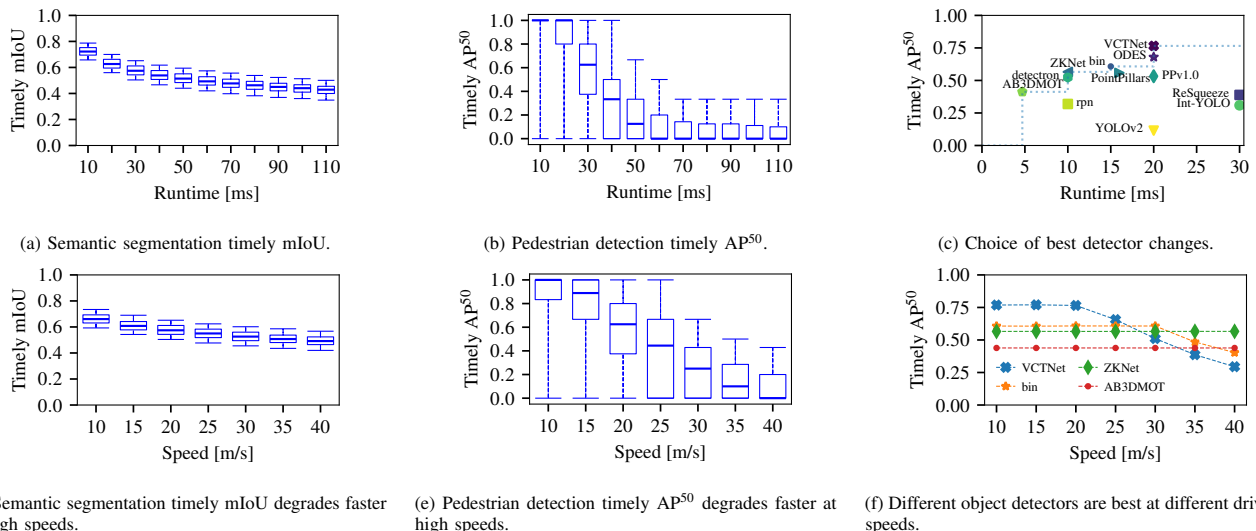 Timely mIoU
1.0
0.8
0.6
0.4
0.2
0.0
10 30 50 70 90 110
Runtime [ms]
(a) Semantic segmentation timely mIoU.
Timely AP⁵⁰
1.0
0.8
0.6
0.4
0.2
0.0
10 30 50 70 90 110
Runtime [ms]
(b) Pedestrian detection timely AP⁵⁰.
Timely AP⁵⁰
1.00
0.75
0.50
0.25
0.00
VCTNet
ODES
ZKNet
bin
detectron
AB3DMOT
PointPillars
PPv1.0
rpn
ReSqueeze
Int-YOLO
YOLOv2
0 5 10 15 20 25 30
Runtime [ms]
(c) Choice of best detector changes.
Timely mIoU
1.0
0.8
0.6
0.4
0.2
0.0
10 15 20 25 30 35 40
Speed [m/s]
Semantic segmentation timely mIoU degrades faster
gh speeds.
Timely AP⁵⁰
1.0
0.8
0.6
0.4
0.2
0.0
10 15 20 25 30 35 40
Speed [m/s]
(e) Pedestrian detection timely AP⁵⁰ degrades faster at
high speeds.
Timely AP⁵⁰
1.00
0.75
0.50
0.25
0.00
VCTNet
bin
ZKNet
AB3DMOT
10 15 20 25 30 35 40
Speed [m/s]
(f) Different object detectors are best at different driv
speeds.